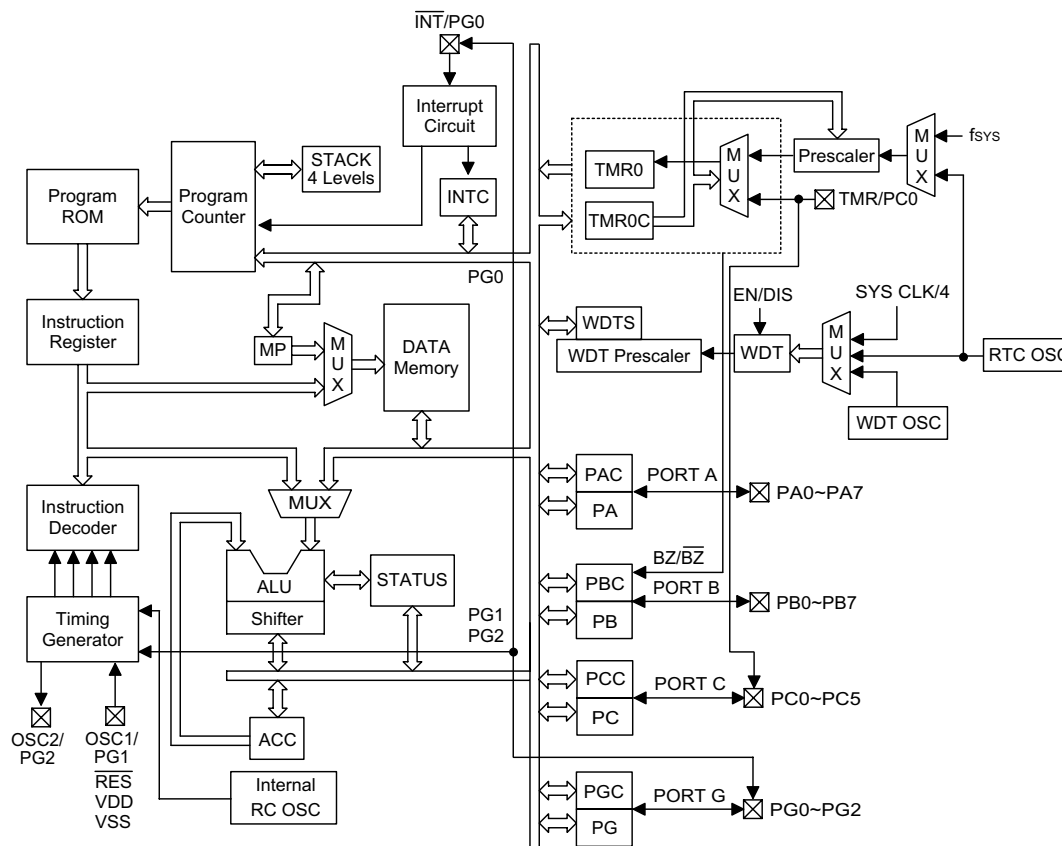 INT/PG0
Interrupt
Circuit
INTC
STACK
4 Levels
Program
ROM
Program
Counter
PG0
Instruction
Register
MP
M
U
X
DATA
Memory
MUX
Instruction
Decoder
ALU
Shifter
STATUS
Timing
Generator
PG1
PG2
ACC
OSC2/
PG2
OSC1/
PG1
RES
VDD
VSS
Internal
RC OSC
TMR0
TMR0C
M
U
X
Prescaler
M
U
X
fSYS
TMR/PC0
EN/DIS
SYS CLK/4
WDTS
WDT Prescaler
WDT
M
U
X
RTC OSC
WDT OSC
PAC
PA
PORT A
PA0~PA7
BZ/BZ
PBC
PB
PORT B
PB0~PB7
PCC
PC
PORT C
PC0~PC5
PGC
PG
PORT G
PG0~PG2